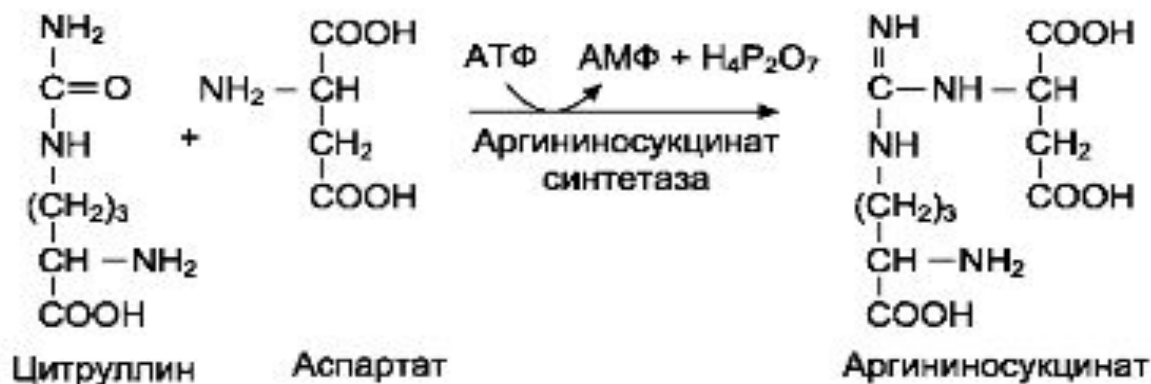 NH₂
C=O
NH
(CH₂)₃
CH – NH₂
COOH
Цитруллин
+
COOH
NH₂ – CH
CH₂
COOH
Аспартат
АТФ АМФ + H₄P₂O₇
Аргининосукцинат
синтетаза
NH
C – NH – CH
COOH
NH
CH₂
(CH₂)₃
COOH
CH – NH₂
COOH
Аргининосукцинат